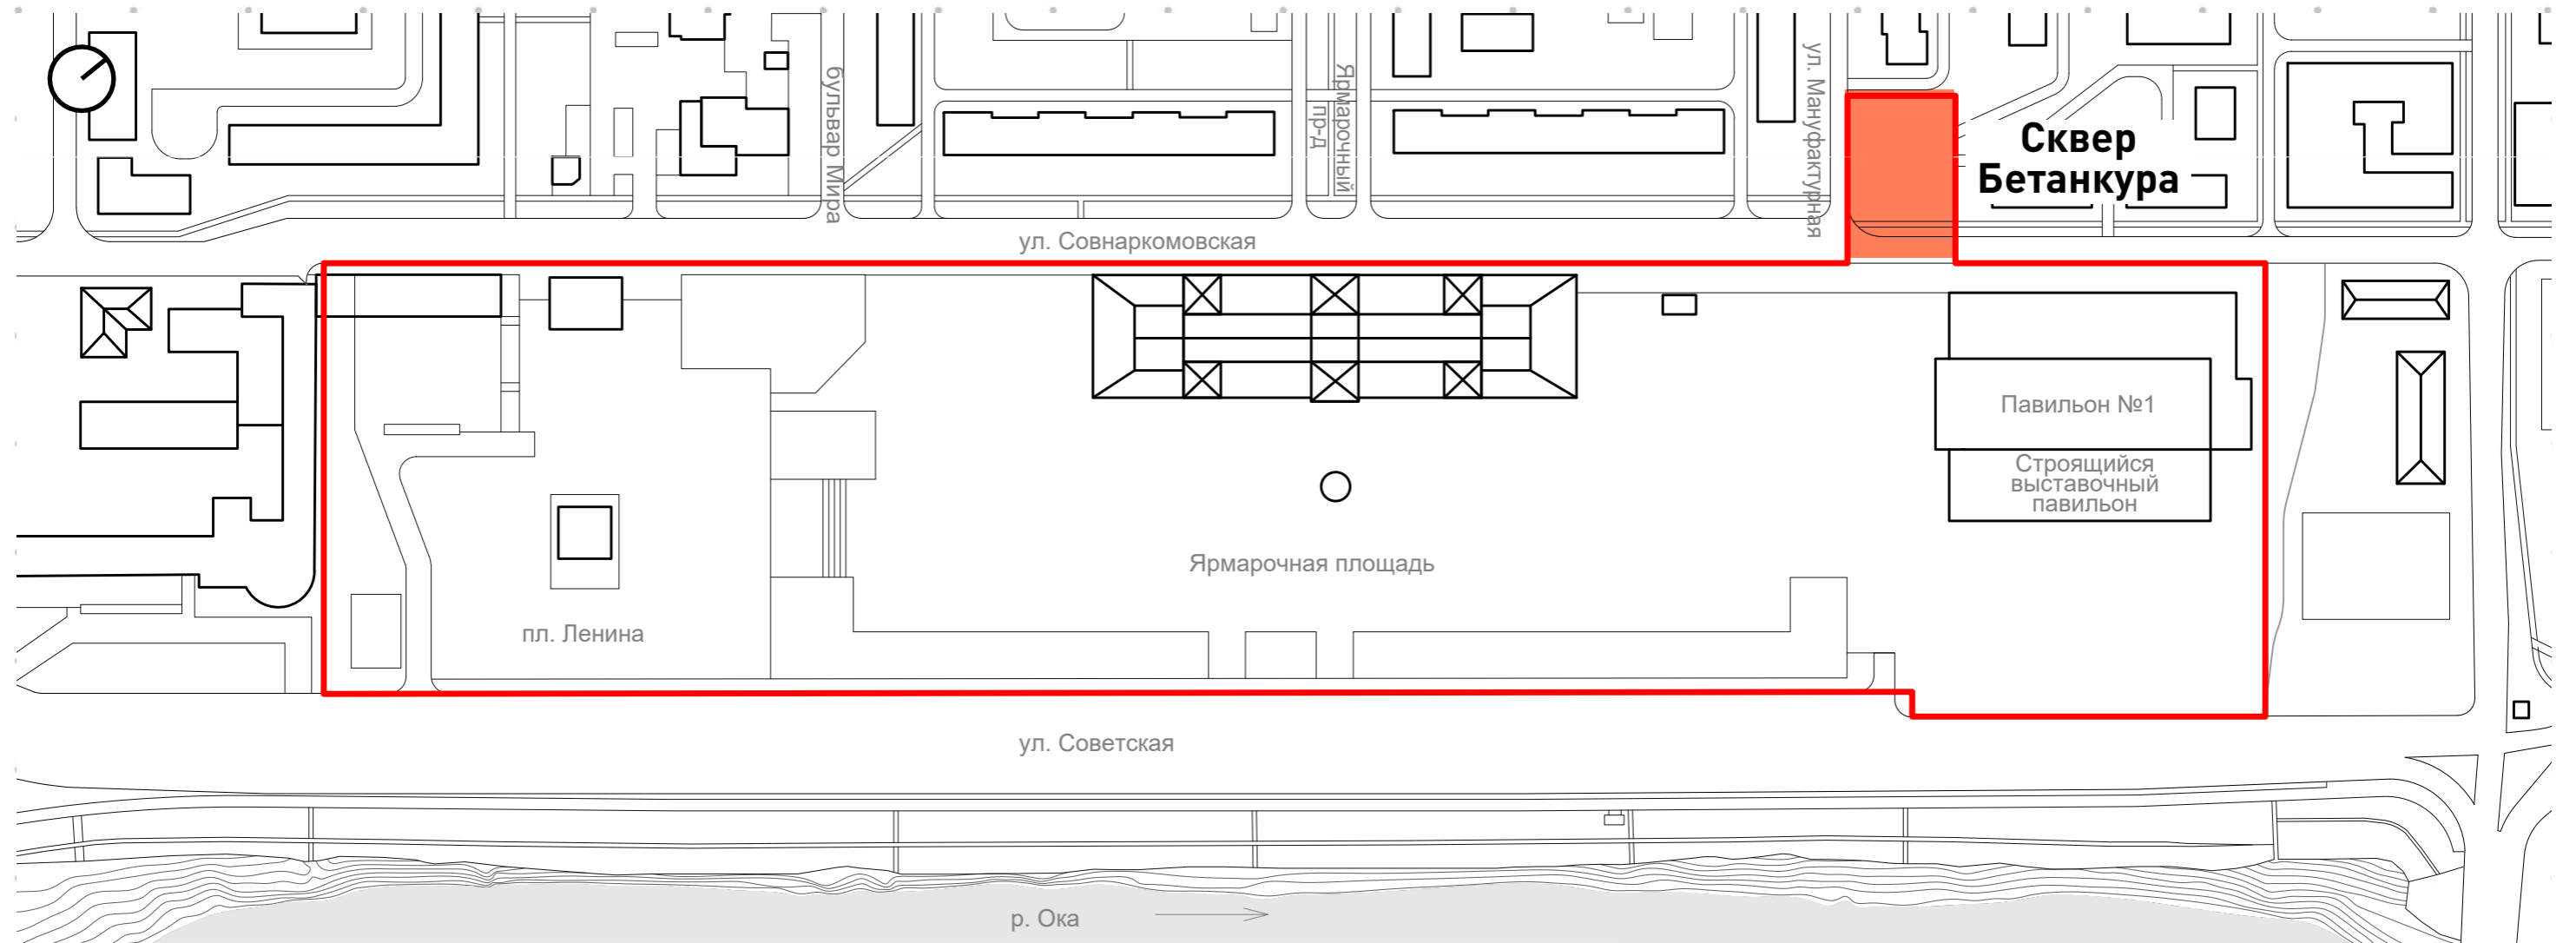 бульвар Мира
Ярмарочный
пр-д
ул. Мануфактурная
Сквер
Бетанкура
ул. Совнаркомовская
Павильон №1
Строящийся
выставочный
павильон
Ярмарочная площадь
пл. Ленина
ул. Советская
р. Ока